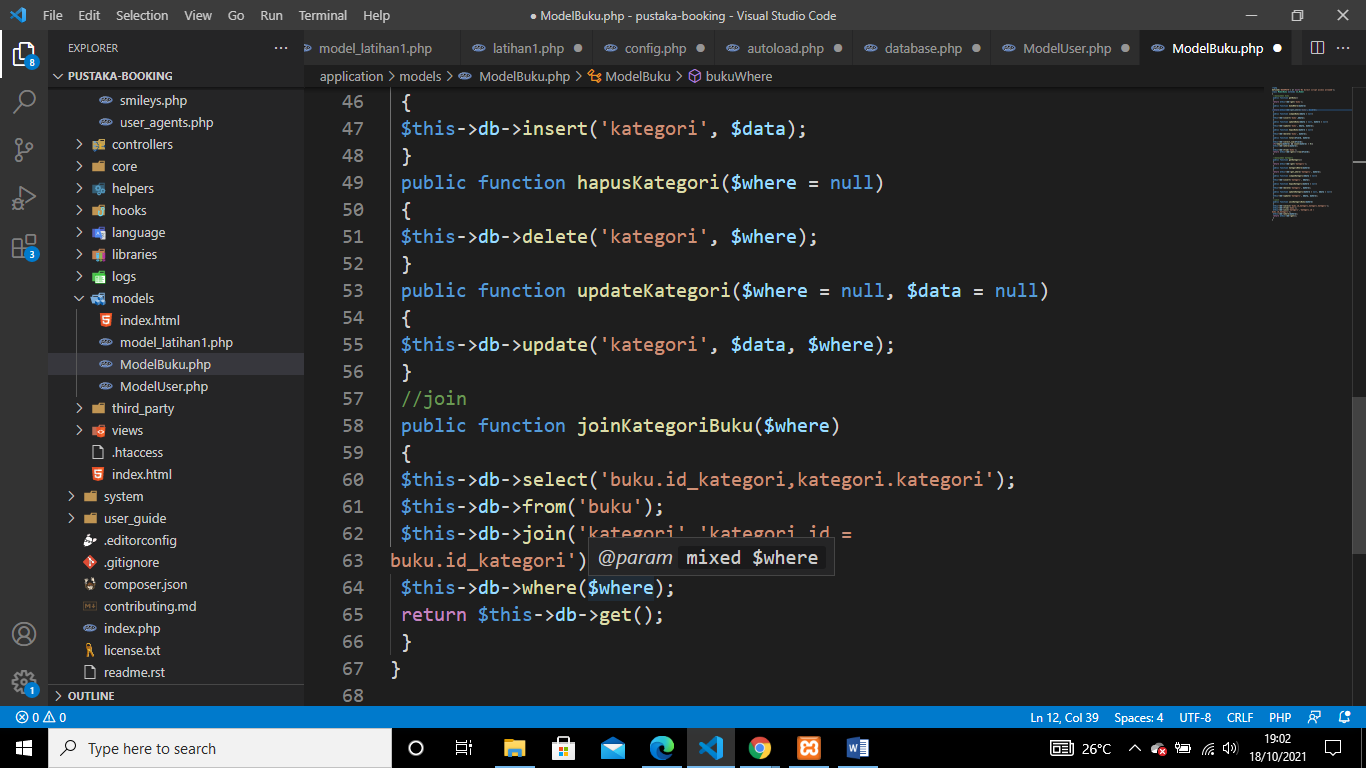 File Edit Selection View Go Run Terminal Help
● ModelBuku.php - pustaka-booking - Visual Studio Code
EXPLORER
model_latihan1.php latihan1.php ● config.php ● autoload.php ● database.php ● ModelUser.php ● ModelBuku.php ●
PUSTAKA-BOOKING
application > models > ModelBuku.php > ModelBuku > bukuWhere
8
3
1
smileys.php
user_agents.php
controllers
core
helpers
hooks
language
libraries
logs
models
index.html
model_latihan1.php
ModelBuku.php
ModelUser.php
third_party
views
.htaccess
index.html
system
user_guide
.editorconfig
.gitignore
composer.json
contributing.md
index.php
license.txt
readme.rst
OUTLINE
46 {
47 $this->db->insert('kategori', $data);
48 }
49 public function hapusKategori($where = null)
50 {
51 $this->db->delete('kategori', $where);
52 }
53 public function updateKategori($where = null, $data = null)
54 {
55 $this->db->update('kategori', $data, $where);
56 }
57 //join
58 public function joinKategoriBuku($where)
59 {
60 $this->db->select('buku.id_kategori,kategori.kategori');
61 $this->db->from('buku');
62 $this->db->join('kategori','kategori.id =
63 buku.id_kategori')
@param mixed $where
64 $this->db->where($where);
65 return $this->db->get();
66 }
67 }
68
0 0
Ln 12, Col 39 Spaces: 4 UTF-8 CRLF PHP
Type here to search
26°C
19:02
18/10/2021